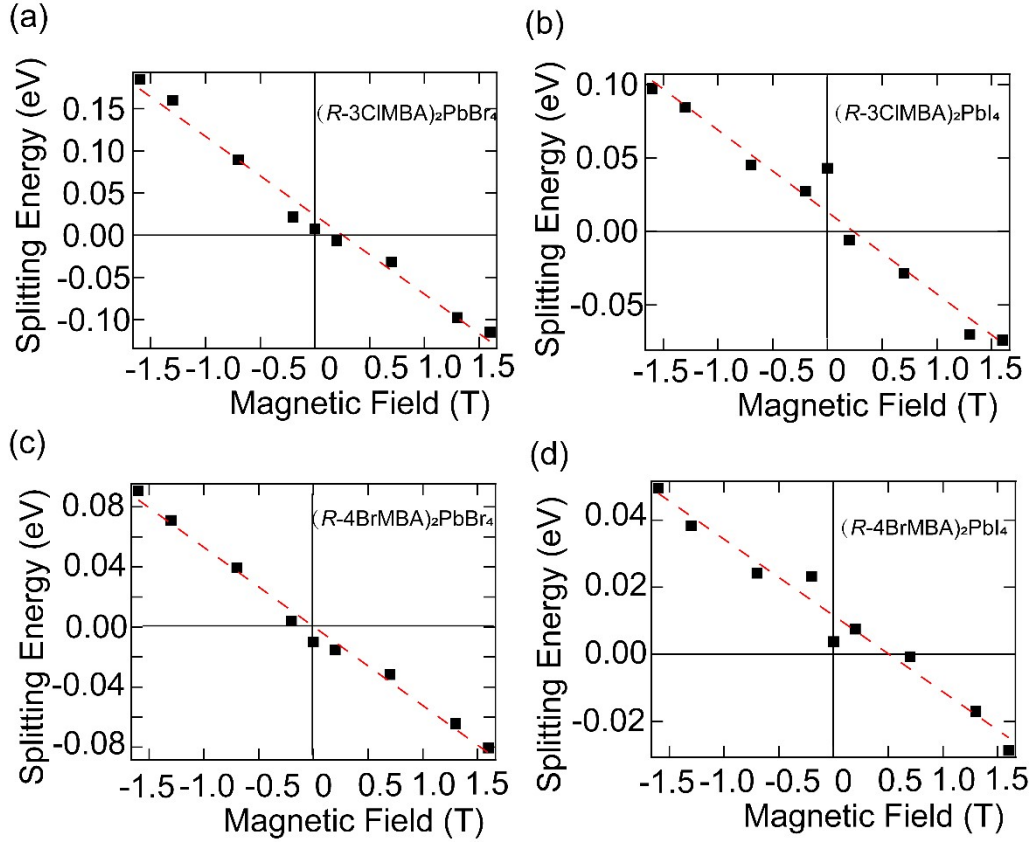 (a)
Splitting Energy (eV)
0.15
0.10
0.05
0.00
-0.05
-0.10
(R-3ClMBA)₂PbBr₄
-1.5 -1.0 -0.5 0 0.5 1.0 1.5
Magnetic Field (T)
(b)
Splitting Energy (eV)
0.10
0.05
0.00
-0.05
(R-3ClMBA)₂PbI₄
-1.5 -1.0 -0.5 0 0.5 1.0 1.5
Magnetic Field (T)
(c)
Splitting Energy (eV)
0.08
0.04
0.00
-0.04
-0.08
(R-4BrMBA)₂PbBr₄
-1.5 -1.0 -0.5 0 0.5 1.0 1.5
Magnetic Field (T)
(d)
Splitting Energy (eV)
0.04
0.02
0.00
-0.02
(R-4BrMBA)₂PbI₄
-1.5 -1.0 -0.5 0 0.5 1.0 1.5
Magnetic Field (T)